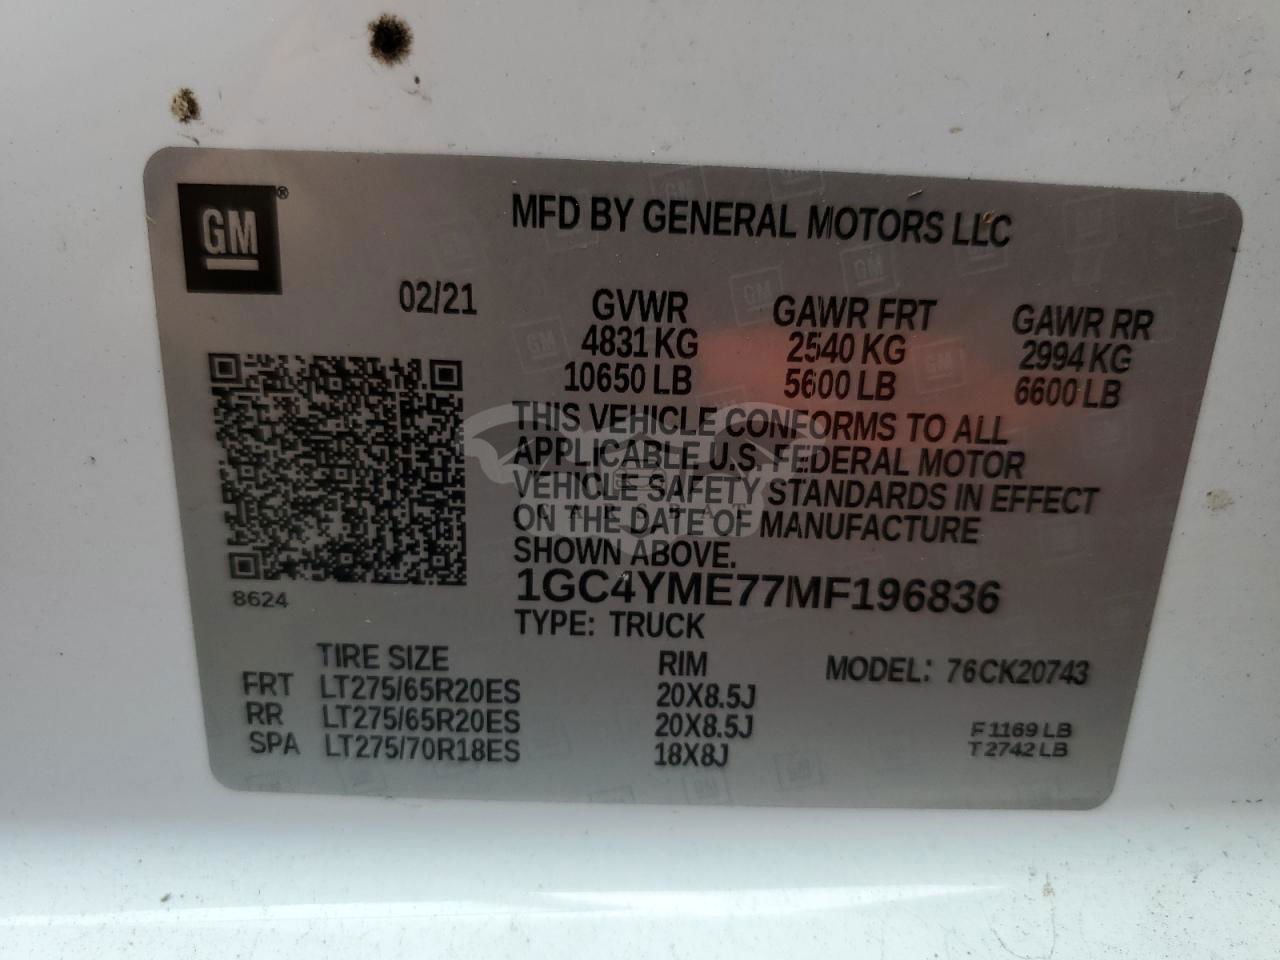 GM®
MFD BY GENERAL MOTORS LLC
02/21
GVWR GAWR FRT GAWR RR
4831 KG 2540 KG 2994 KG
10650 LB 5600 LB 6600 LB
THIS VEHICLE CONFORMS TO ALL
APPLICABLE U.S. FEDERAL MOTOR
VEHICLE SAFETY STANDARDS IN EFFECT
ON THE DATE OF MANUFACTURE
SHOWN ABOVE.
8624
1GC4YME77MF196836
TYPE: TRUCK
TIRE SIZE RIM MODEL: 76CK20743
FRT LT275/65R20ES 20X8.5J
RR LT275/65R20ES 20X8.5J F1169 LB
SPA LT275/70R18ES 18X8J T2742 LB